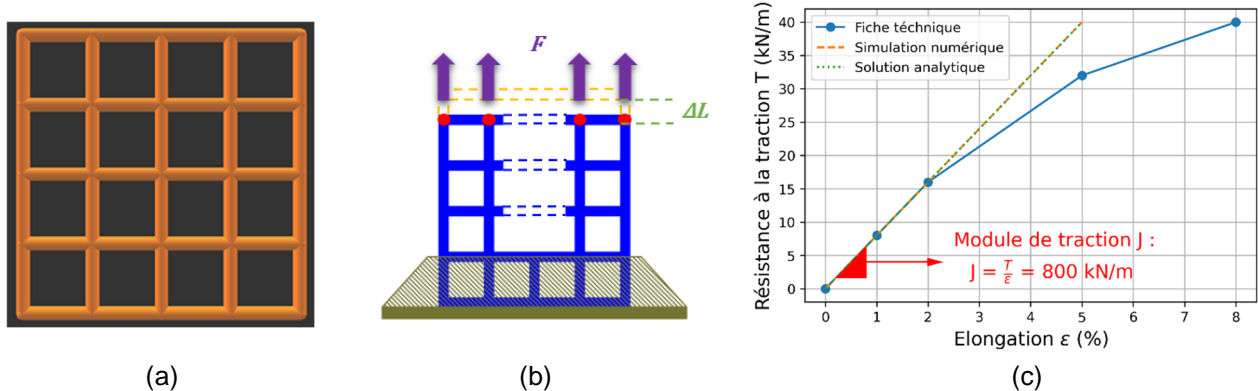 F
ΔL
(a)
(b)
Résistance à la traction T (kN/m)
40
35
30
25
20
15
10
5
0
Fiche téchnique
Simulation numérique
Solution analytique
Module de traction J :
J = T/ε = 800 kN/m
0 1 2 3 4 5 6 7 8
Elongation ε (%)
(c)